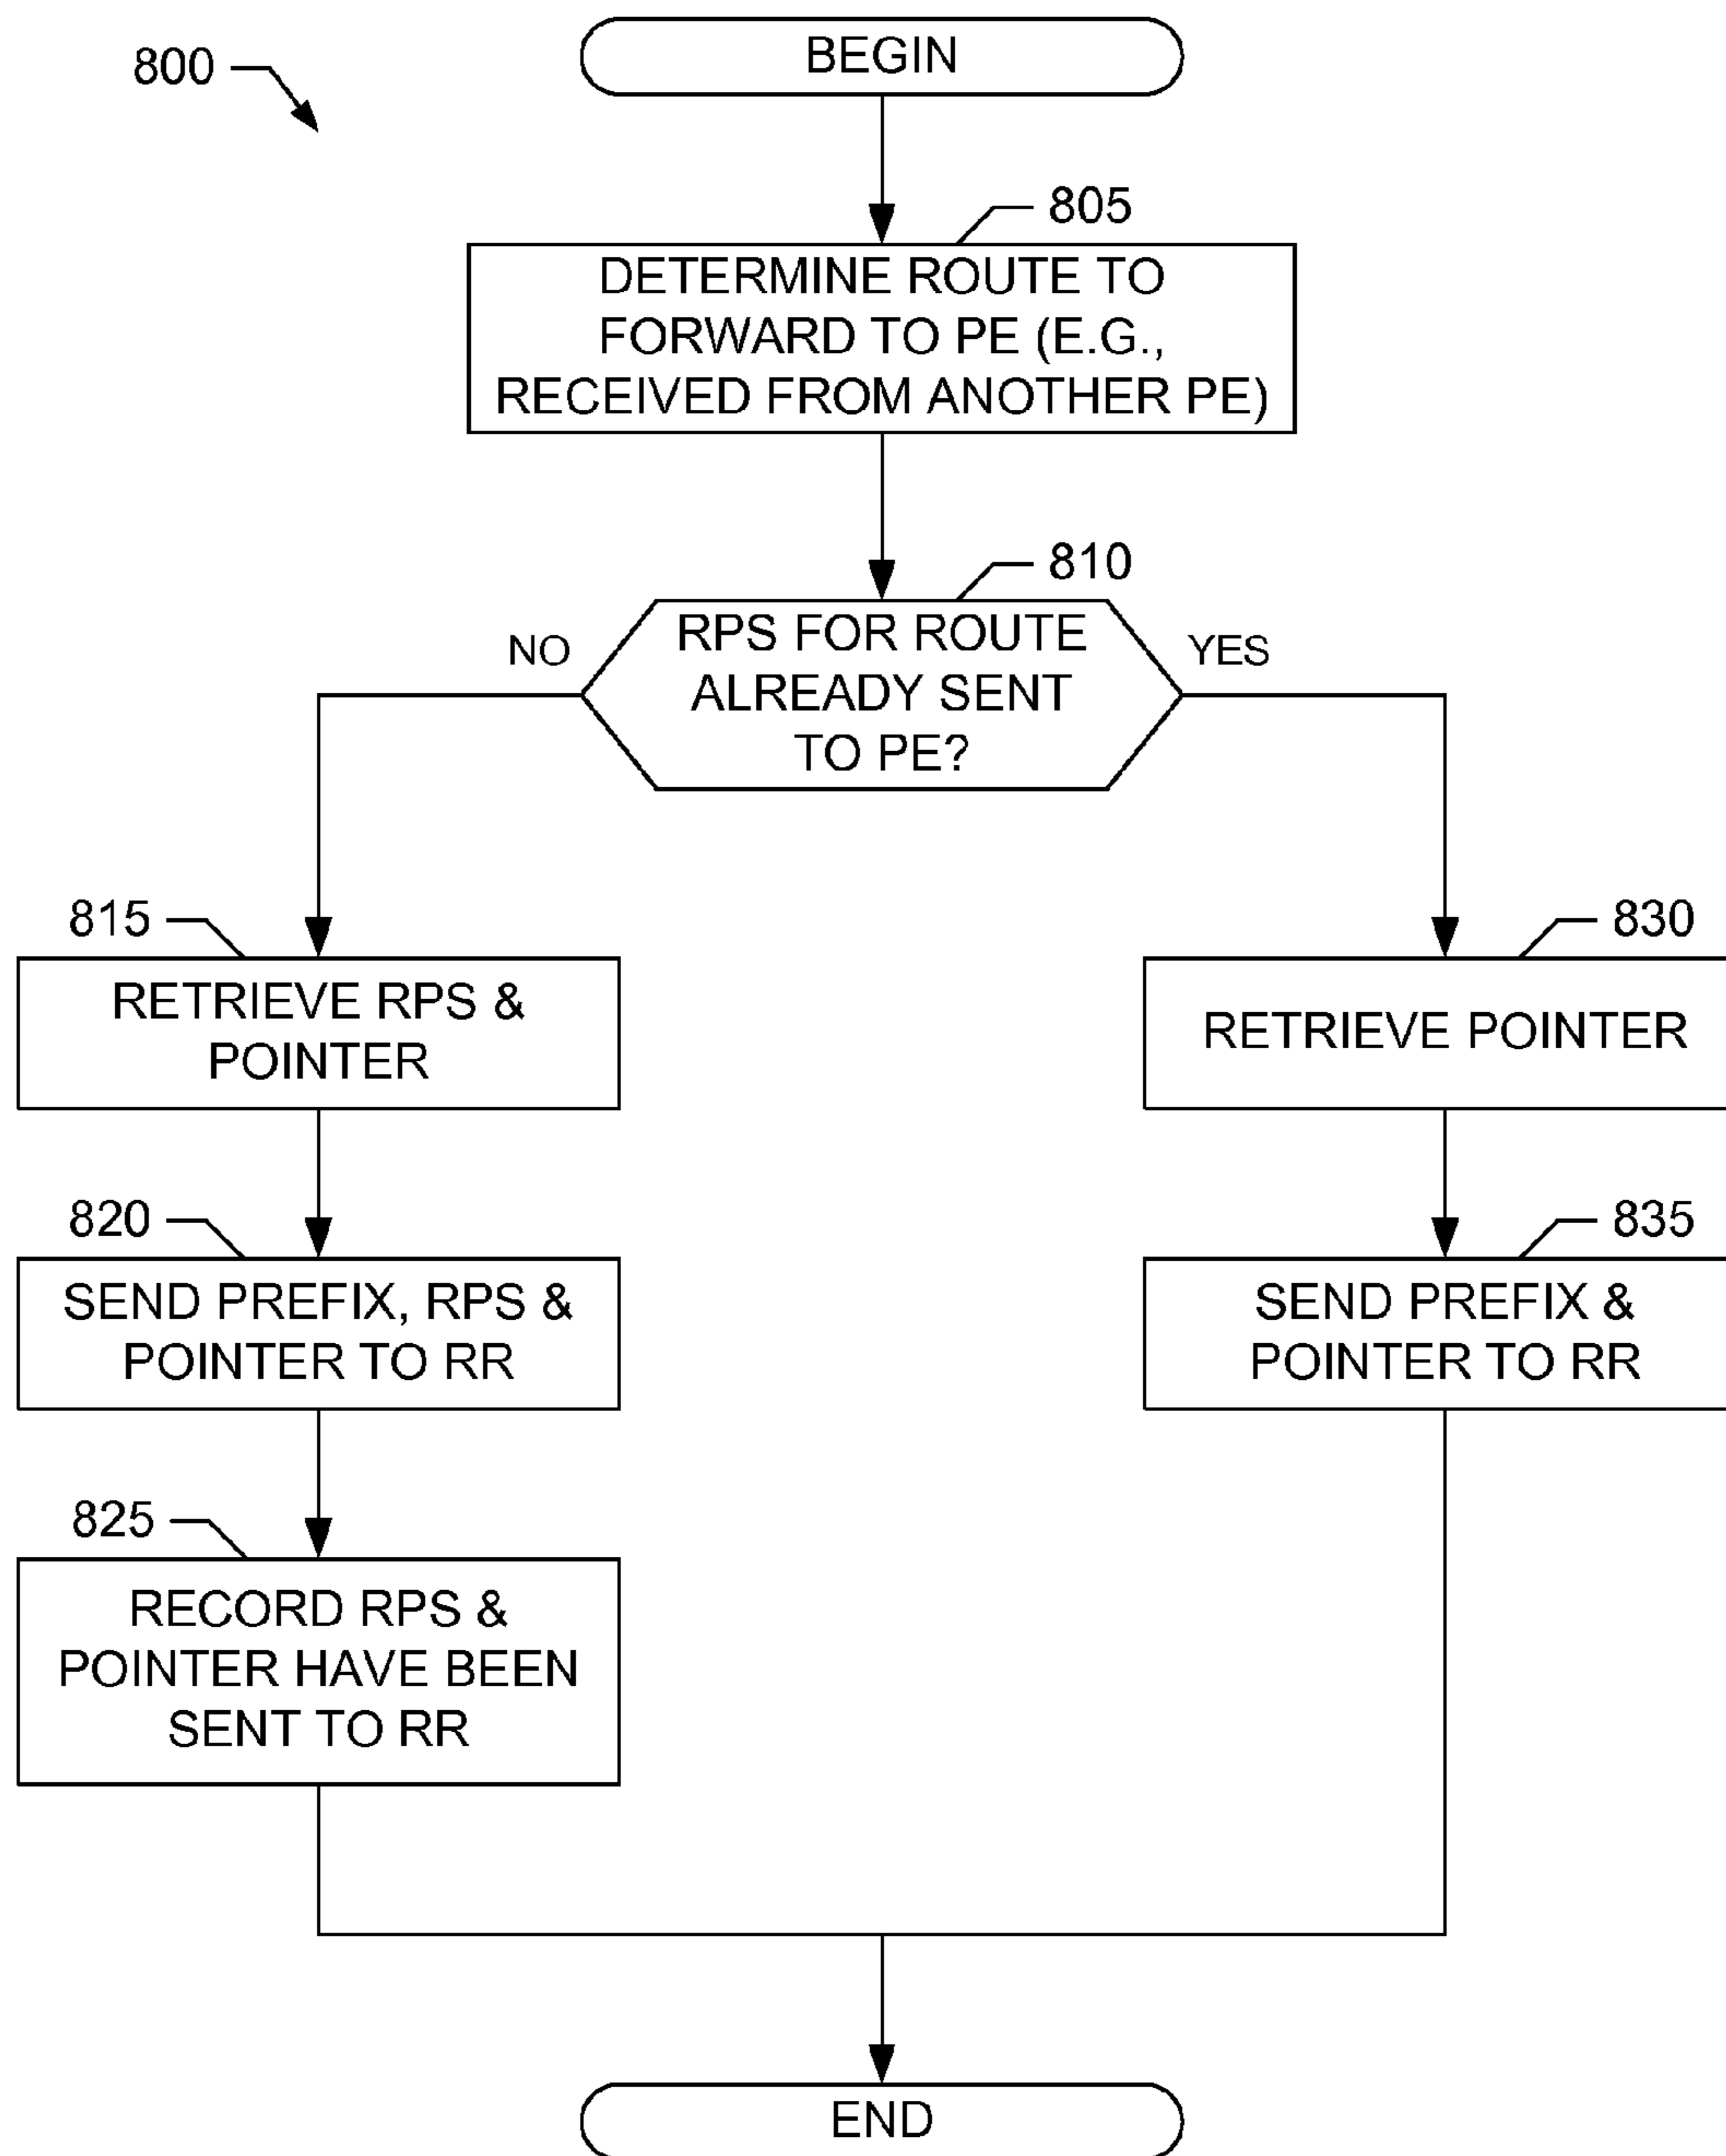 BEGIN
800
805
DETERMINE ROUTE TO
FORWARD TO PE (E.G.,
RECEIVED FROM ANOTHER PE)
810
RPS FOR ROUTE
ALREADY SENT
TO PE?
NO
YES
815
RETRIEVE RPS &
POINTER
820
SEND PREFIX, RPS &
POINTER TO RR
825
RECORD RPS &
POINTER HAVE BEEN
SENT TO RR
830
RETRIEVE POINTER
835
SEND PREFIX &
POINTER TO RR
END